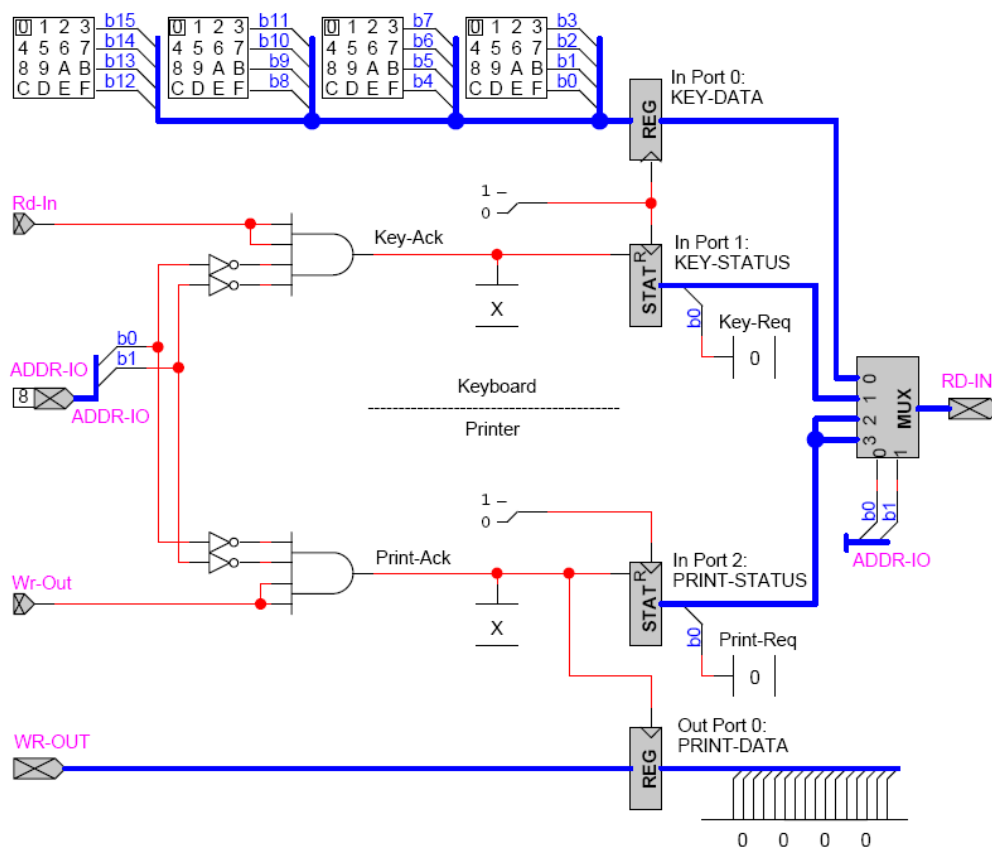 0 1 2 3 b15 0 1 2 3 b11 0 1 2 3 b7 0 1 2 3 b3
4 5 6 7 b14 4 5 6 7 b10 4 5 6 7 b6 4 5 6 7 b2
8 9 A B b13 8 9 A B b9 8 9 A B b5 8 9 A B b1
C D E F b12 C D E F b8 C D E F b4 C D E F b0
In Port 0:
KEY-DATA
REG
Rd-In
1
0
Key-Ack
In Port 1:
KEY-STATUS
R
STAT
X
b0
Key-Req
0
b0
b1
ADDR-IO
8
ADDR-IO
Keyboard
Printer
0
1
2
3
MUX
0 1
RD-IN
b0 b1
ADDR-IO
1
0
Print-Ack
In Port 2:
PRINT-STATUS
R
STAT
Wr-Out
X
b0
Print-Req
0
WR-OUT
Out Port 0:
PRINT-DATA
REG
0 0 0 0